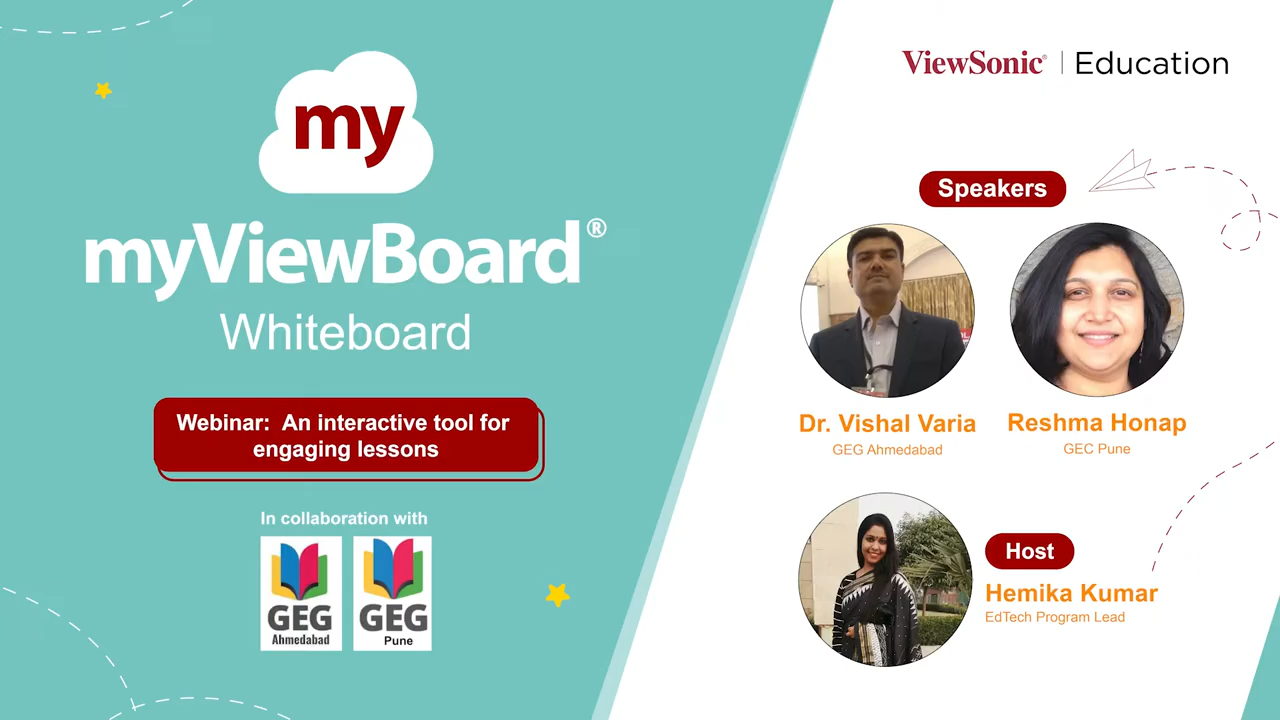 my
myViewBoard®
Whiteboard
Webinar: An interactive tool for
engaging lessons
In collaboration with
GEG
Ahmedabad
GEG
Pune
ViewSonic® | Education
Speakers
Dr. Vishal Varia
GEG Ahmedabad
Reshma Honap
GEC Pune
Host
Hemika Kumar
EdTech Program Lead